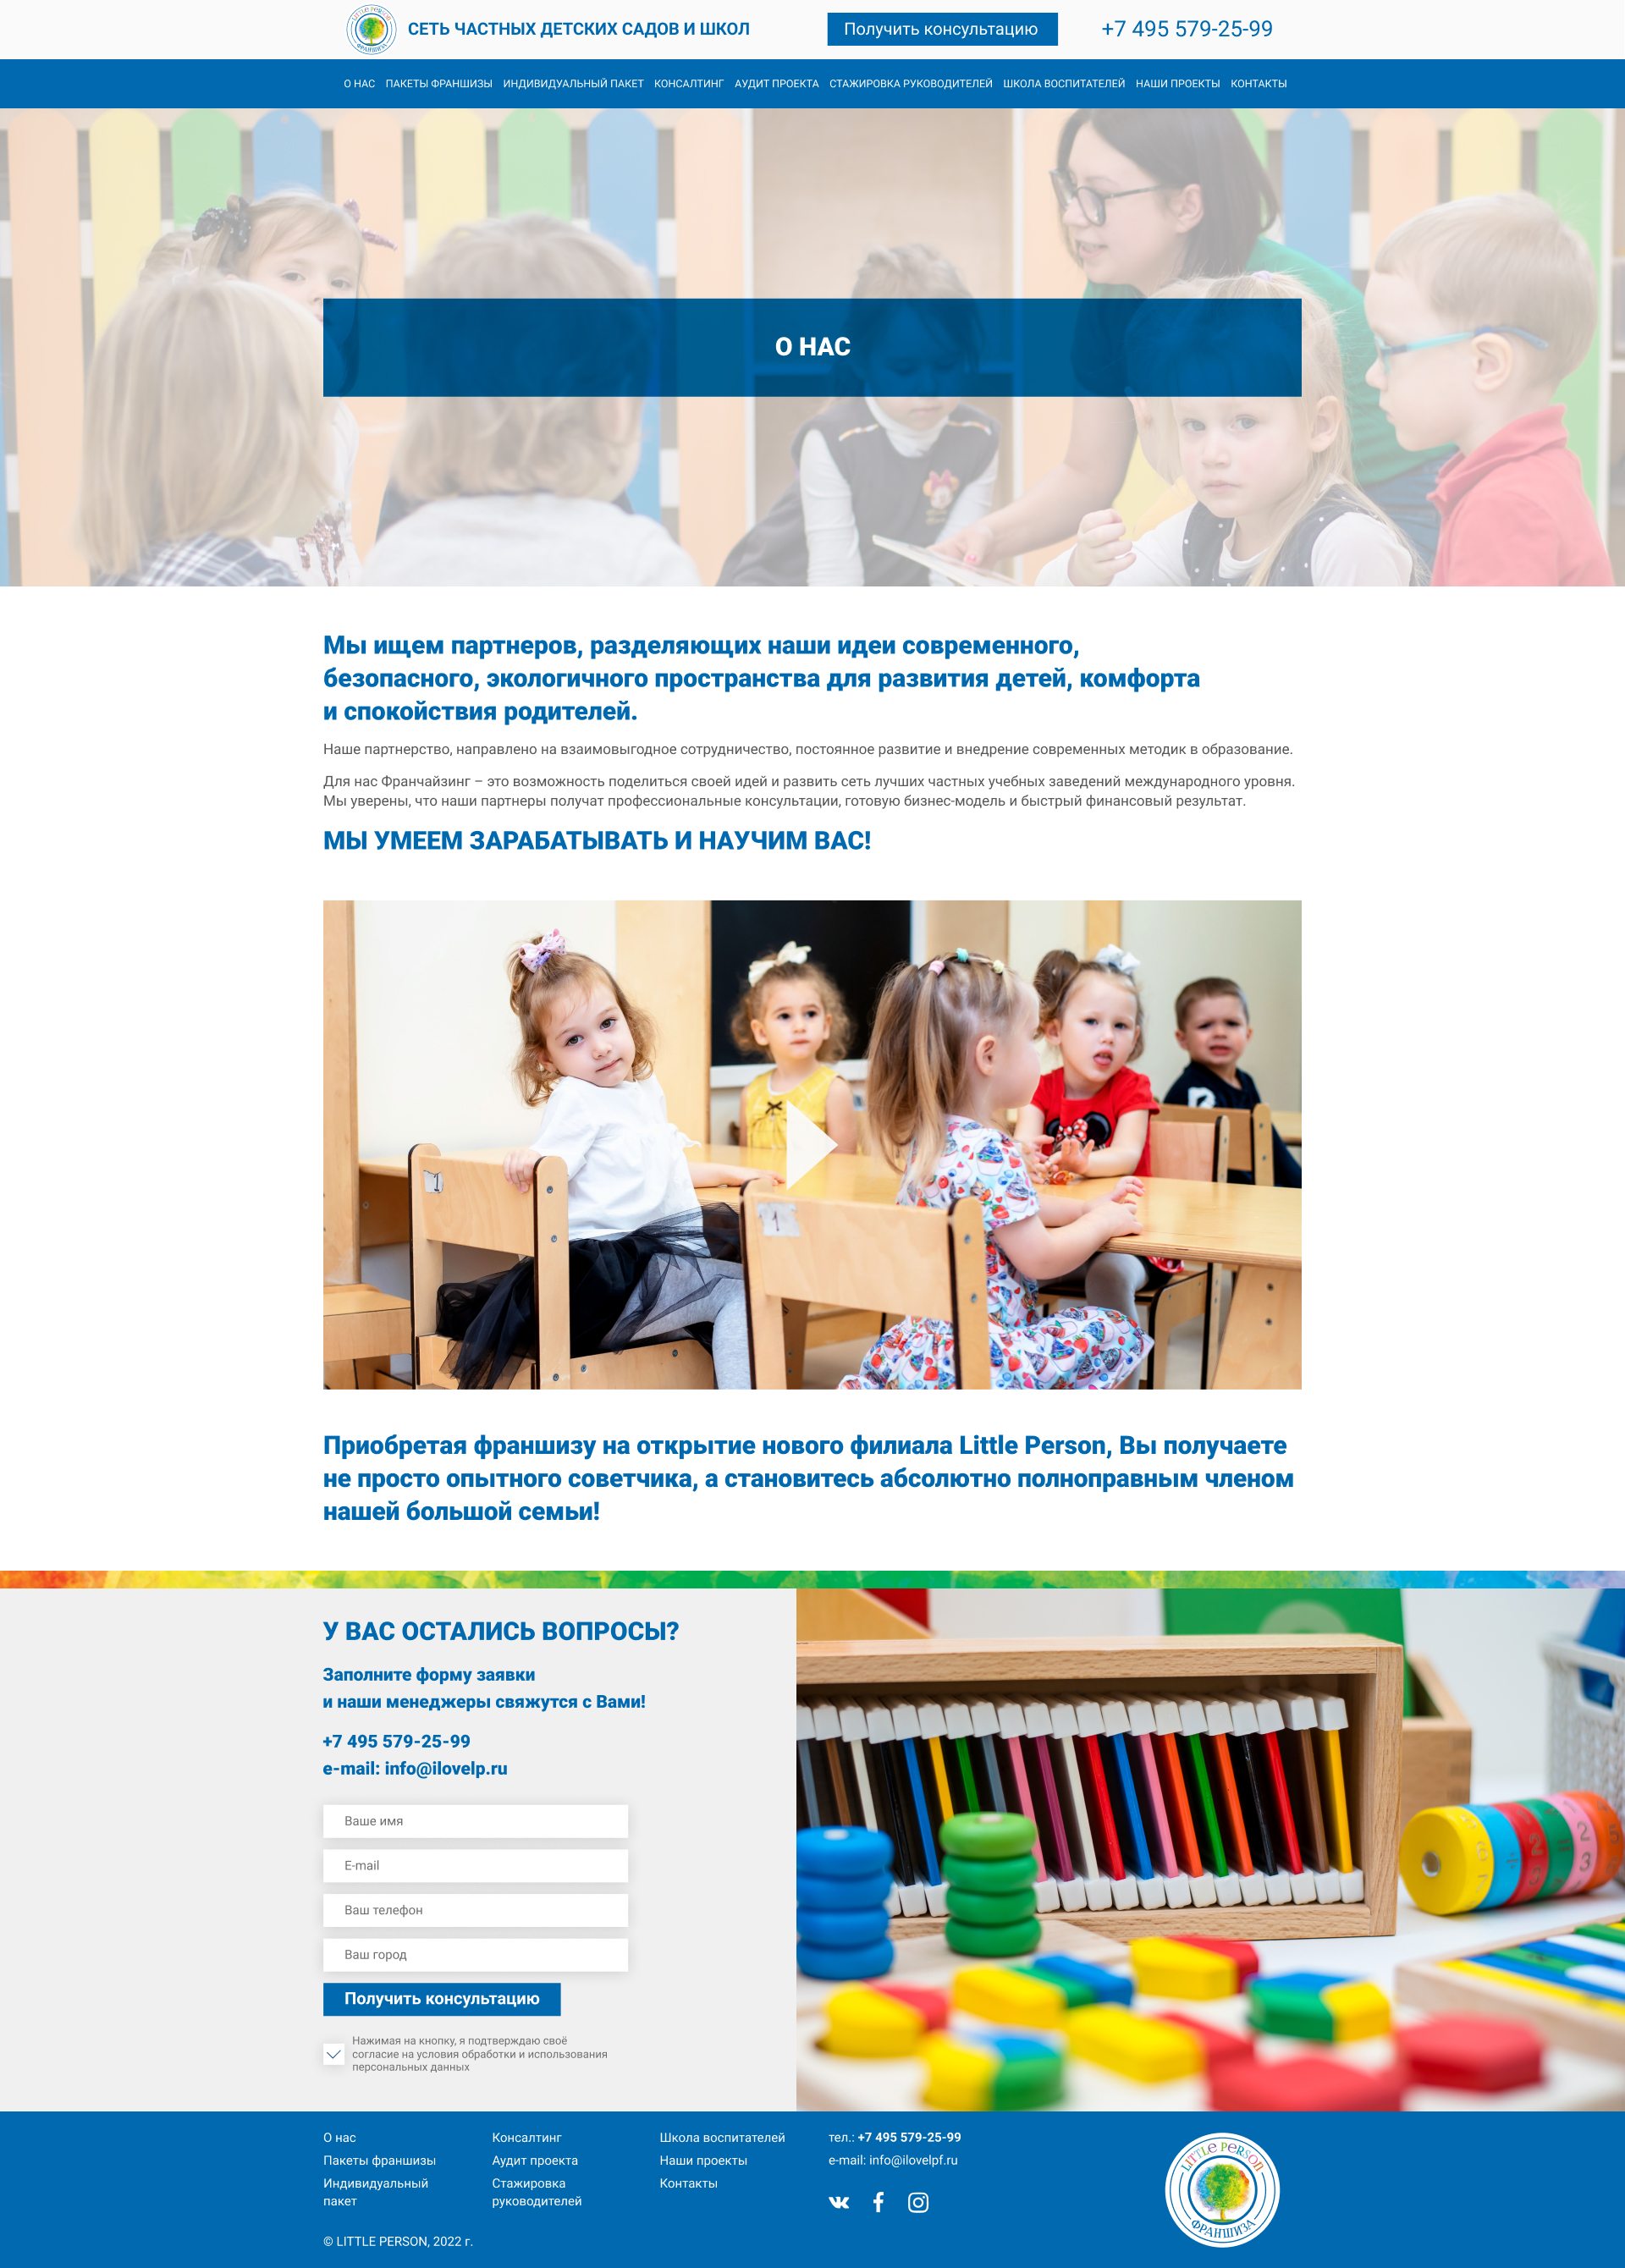 LITTLE PERSON
ФРАНШИЗА
СЕТЬ ЧАСТНЫХ ДЕТСКИХ САДОВ И ШКОЛ
Получить консультацию
+7 495 579-25-99
О НАС ПАКЕТЫ ФРАНШИЗЫ ИНДИВИДУАЛЬНЫЙ ПАКЕТ КОНСАЛТИНГ АУДИТ ПРОЕКТА СТАЖИРОВКА РУКОВОДИТЕЛЕЙ ШКОЛА ВОСПИТАТЕЛЕЙ НАШИ ПРОЕКТЫ КОНТАКТЫ
О НАС
Мы ищем партнеров, разделяющих наши идеи современного,
безопасного, экологичного пространства для развития детей, комфорта
и спокойствия родителей.
Наше партнерство, направлено на взаимовыгодное сотрудничество, постоянное развитие и внедрение современных методик в образование.
Для нас Франчайзинг – это возможность поделиться своей идей и развить сеть лучших частных учебных заведений международного уровня.
Мы уверены, что наши партнеры получат профессиональные консультации, готовую бизнес-модель и быстрый финансовый результат.
МЫ УМЕЕМ ЗАРАБАТЫВАТЬ И НАУЧИМ ВАС!
Приобретая франшизу на открытие нового филиала Little Person, Вы получаете
не просто опытного советчика, а становитесь абсолютно полноправным членом
нашей большой семьи!
У ВАС ОСТАЛИСЬ ВОПРОСЫ?
Заполните форму заявки
и наши менеджеры свяжутся с Вами!
+7 495 579-25-99
e-mail: info@ilovelp.ru
Ваше имя
E-mail
Ваш телефон
Ваш город
Получить консультацию
Нажимая на кнопку, я подтверждаю своё
согласие на условия обработки и использования
персональных данных
О нас
Пакеты франшизы
Индивидуальный
пакет
Консалтинг
Аудит проекта
Стажировка
руководителей
Школа воспитателей
Наши проекты
Контакты
тел.: +7 495 579-25-99
e-mail: info@ilovelpf.ru
LITTLE PERSON
ФРАНШИЗА
© LITTLE PERSON, 2022 г.